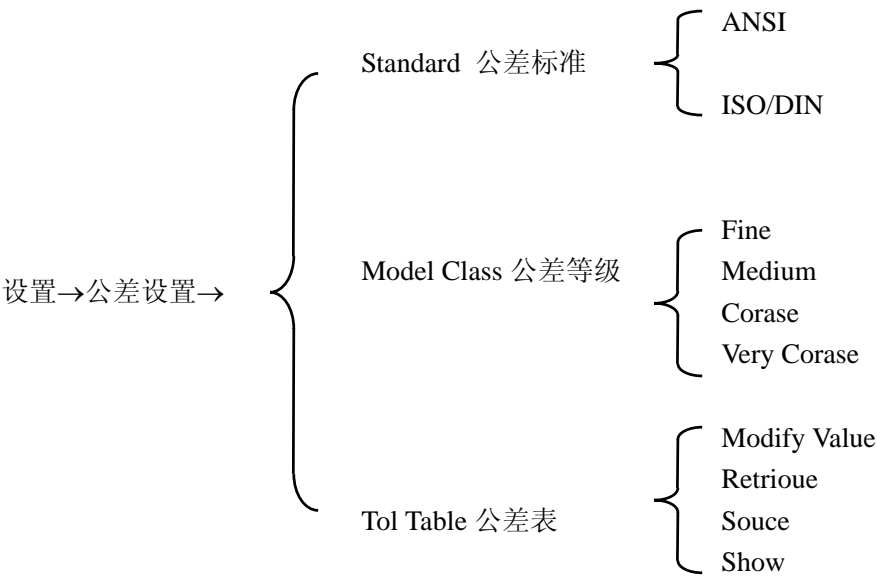 设置→公差设置→
Standard 公差标准
ANSI
ISO/DIN
Model Class 公差等级
Fine
Medium
Corase
Very Corase
Tol Table 公差表
Modify Value
Retrioue
Souce
Show